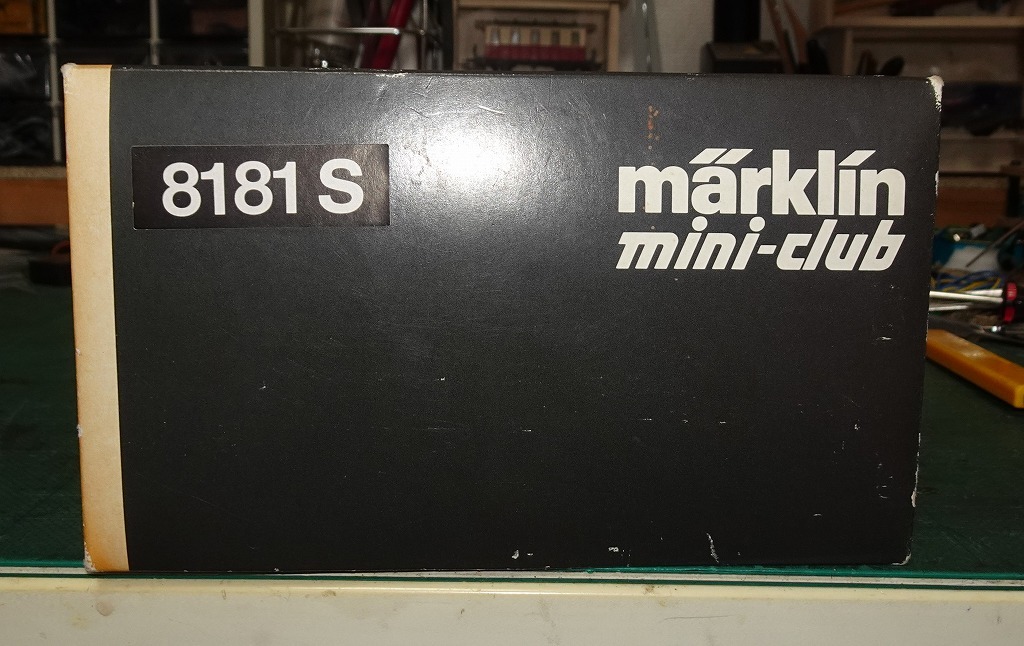 8181 S
märklin
mini-club